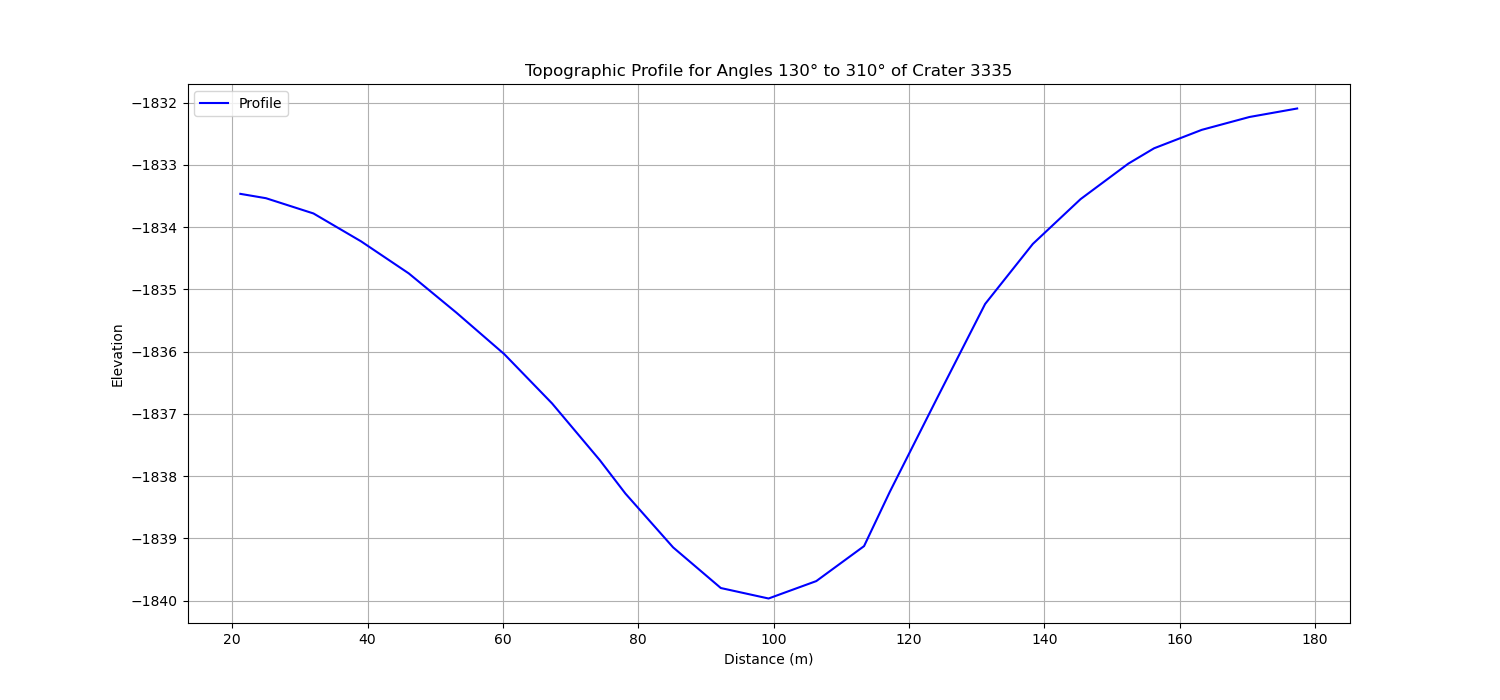 Topographic Profile for Angles 130° to 310° of Crater 3335
Profile
−1832
−1833
−1834
−1835
−1836
−1837
−1838
−1839
−1840
Elevation
20 40 60 80 100 120 140 160 180
Distance (m)